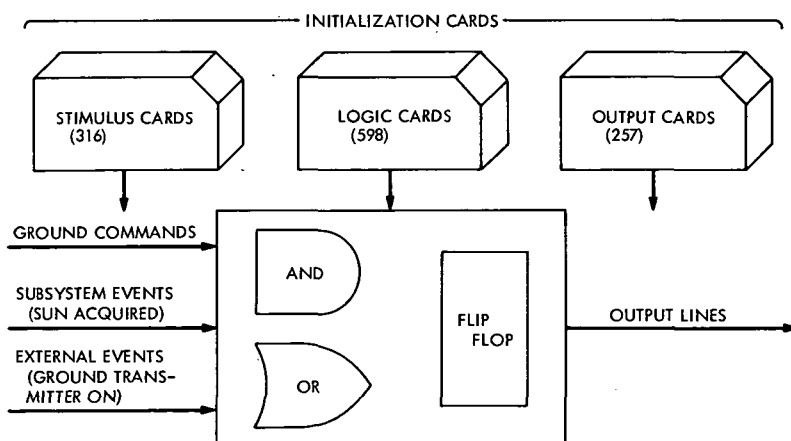 INITIALIZATION CARDS
STIMULUS CARDS
(316)
LOGIC CARDS
(598)
OUTPUT CARDS
(257)
GROUND COMMANDS
SUBSYSTEM EVENTS
(SUN ACQUIRED)
EXTERNAL EVENTS
(GROUND TRANS-
MITTER ON)
AND
OR
FLIP
FLOP
OUTPUT LINES